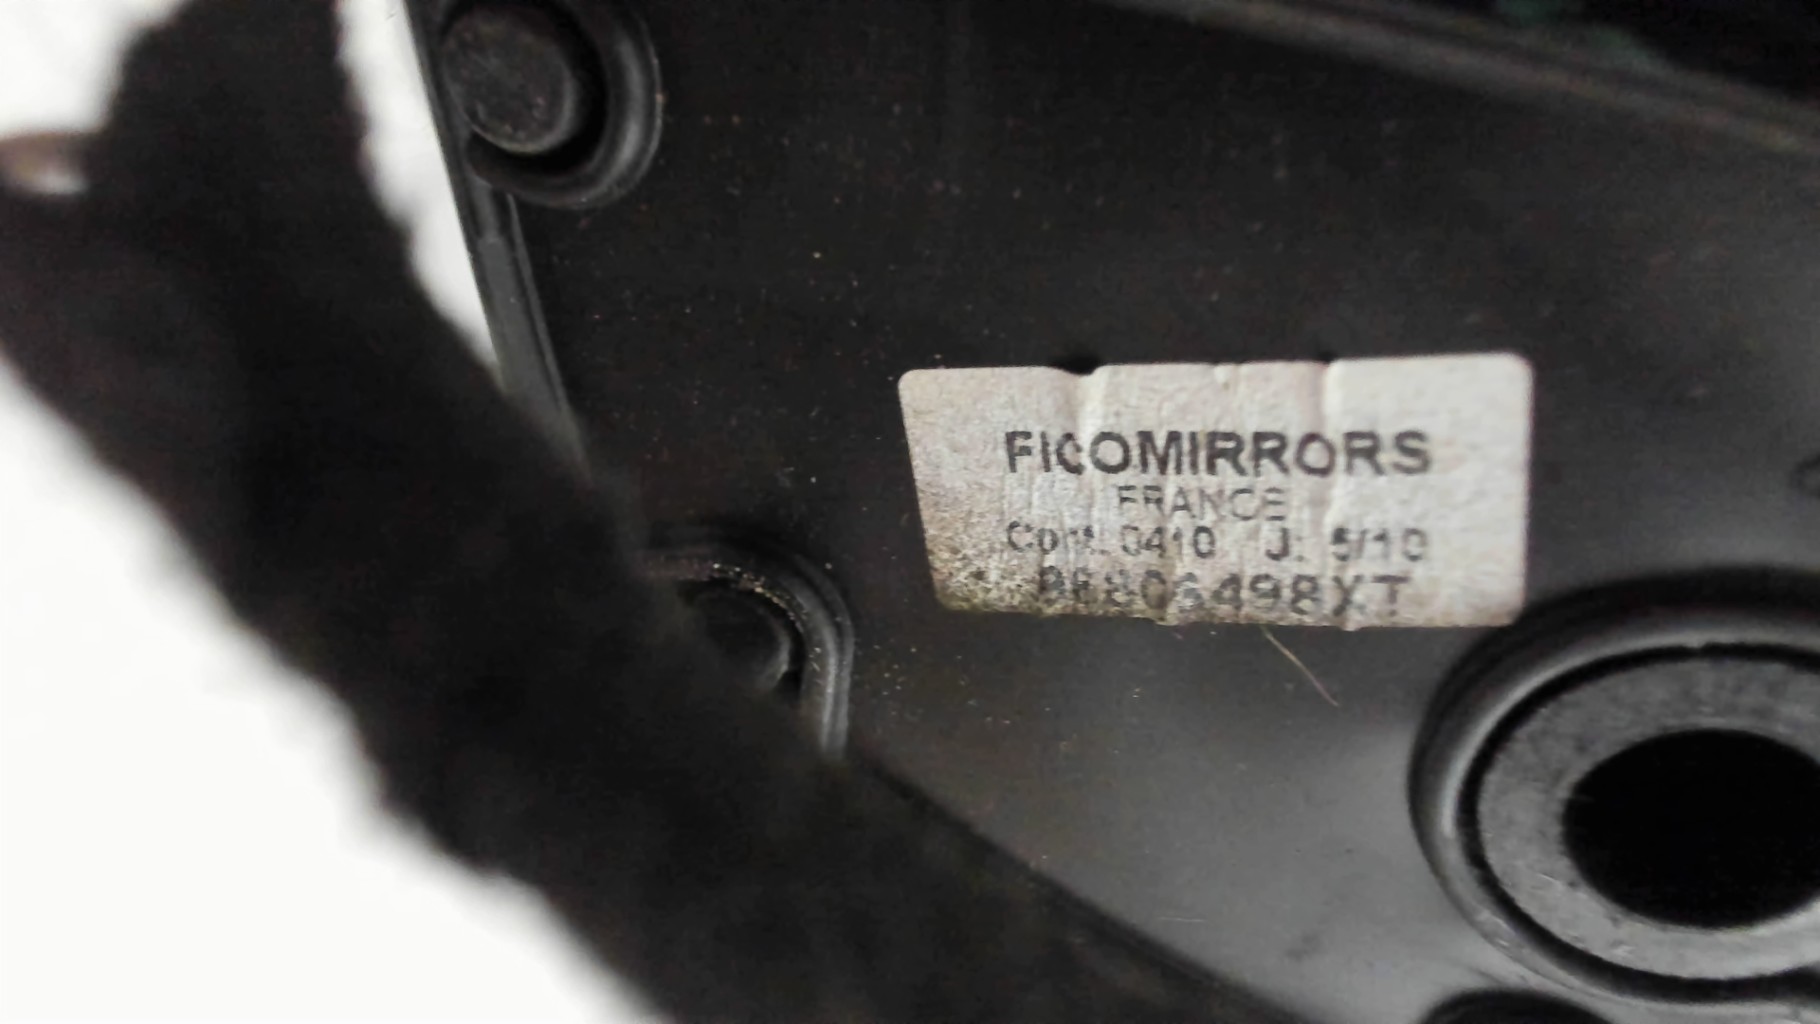 FICOMIRRORS
FRANCE
Cont. 0410 J: 5/10